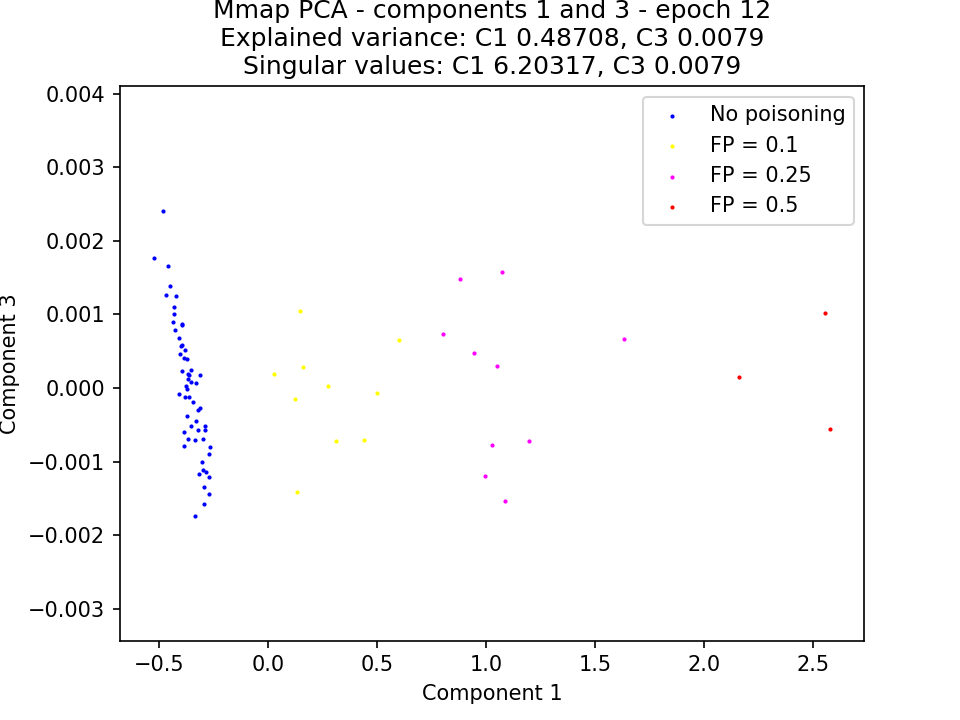 Mmap PCA - components 1 and 3 - epoch 12
Explained variance: C1 0.48708, C3 0.0079
Singular values: C1 6.20317, C3 0.0079
No poisoning
FP = 0.1
FP = 0.25
FP = 0.5
Component 3
0.004
0.003
0.002
0.001
0.000
−0.001
−0.002
−0.003
−0.5
0.0
0.5
1.0
1.5
2.0
2.5
Component 1